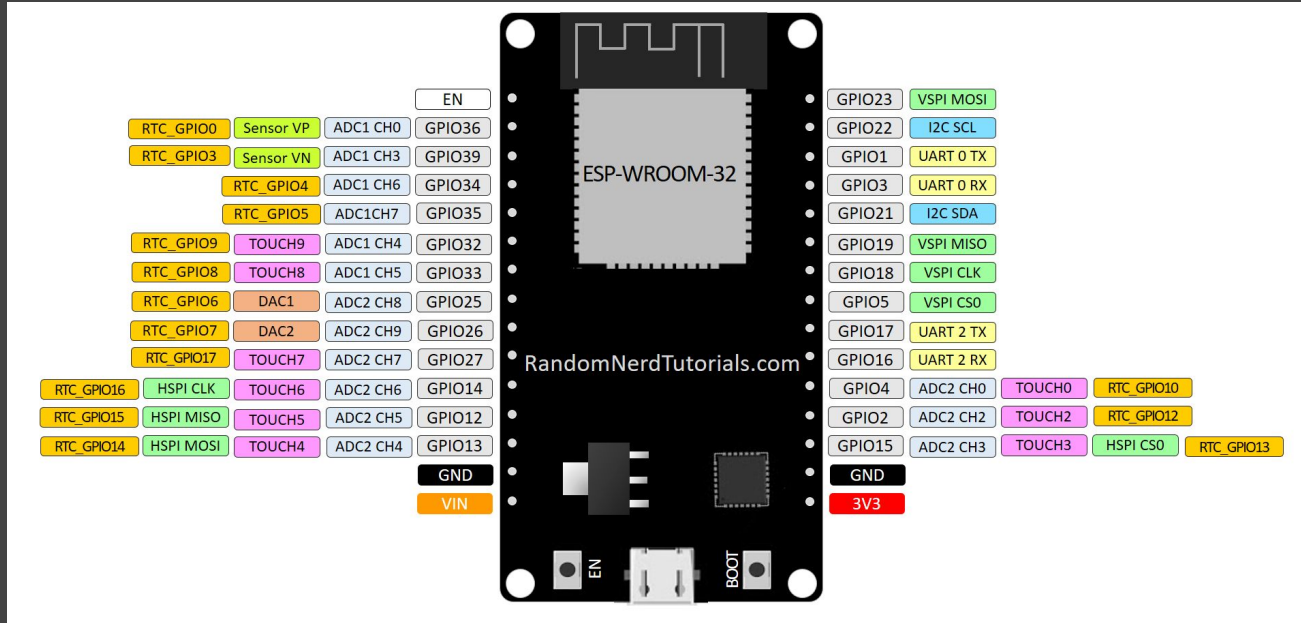 EN GPIO23 VSPI MOSI
RTC_GPIO0 Sensor VP ADC1 CH0 GPIO36 GPIO22 I2C SCL
RTC_GPIO3 Sensor VN ADC1 CH3 GPIO39 GPIO1 UART 0 TX
RTC_GPIO4 ADC1 CH6 GPIO34 ESP-WROOM-32 GPIO3 UART 0 RX
RTC_GPIO5 ADC1CH7 GPIO35 GPIO21 I2C SDA
RTC_GPIO9 TOUCH9 ADC1 CH4 GPIO32 GPIO19 VSPI MISO
RTC_GPIO8 TOUCH8 ADC1 CH5 GPIO33 GPIO18 VSPI CLK
RTC_GPIO6 DAC1 ADC2 CH8 GPIO25 GPIO5 VSPI CS0
RTC_GPIO7 DAC2 ADC2 CH9 GPIO26 GPIO17 UART 2 TX
RTC_GPIO17 TOUCH7 ADC2 CH7 GPIO27 RandomNerdTutorials.com GPIO16 UART 2 RX
RTC_GPIO16 HSPI CLK TOUCH6 ADC2 CH6 GPIO14 GPIO4 ADC2 CH0 TOUCH0 RTC_GPIO10
RTC_GPIO15 HSPI MISO TOUCH5 ADC2 CH5 GPIO12 GPIO2 ADC2 CH2 TOUCH2 RTC_GPIO12
RTC_GPIO14 HSPI MOSI TOUCH4 ADC2 CH4 GPIO13 GPIO15 ADC2 CH3 TOUCH3 HSPI CS0 RTC_GPIO13
GND GND
VIN 3V3
EN BOOT